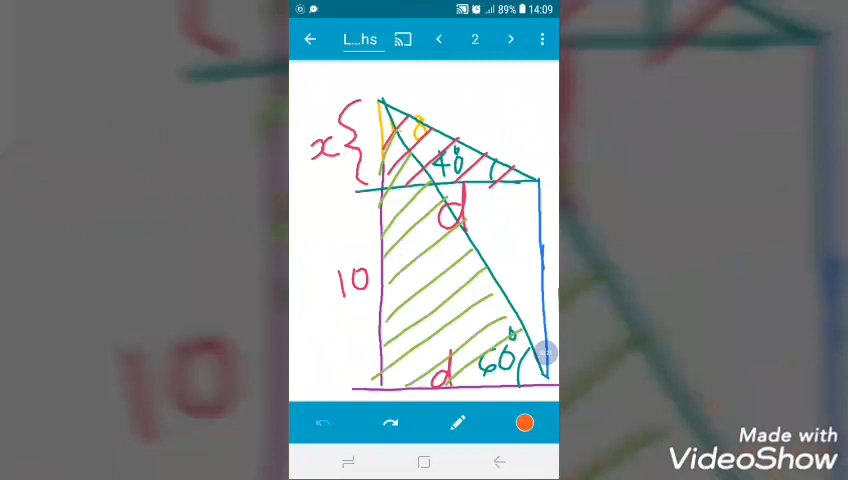 89% 14:09
L...hs
2
x
40°
d
10
60°
d
Made with
VideoShow